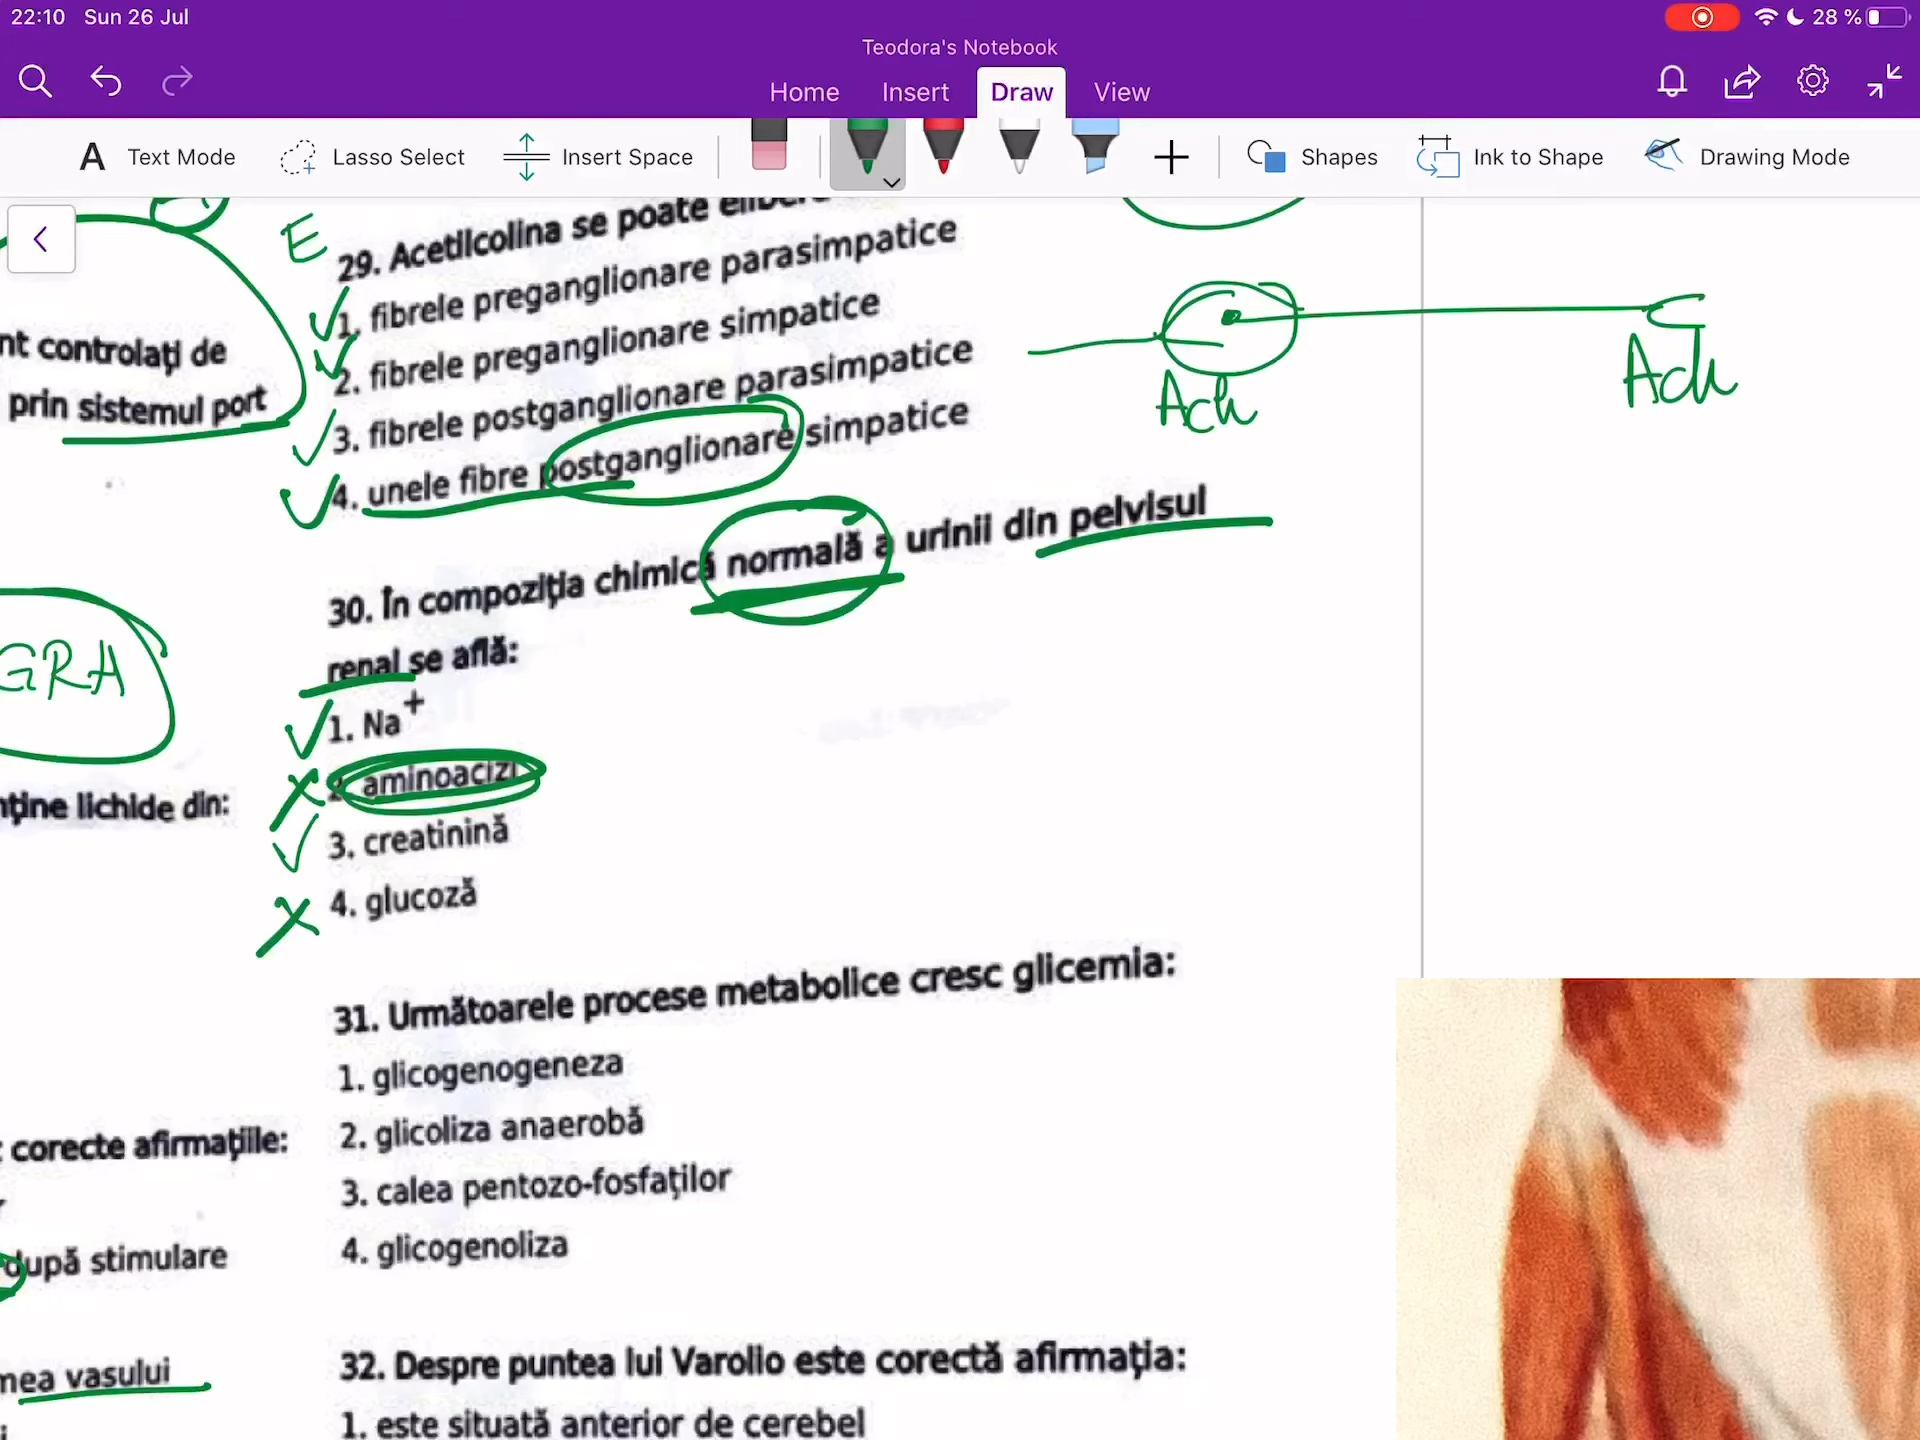 22:10 Sun 26 Jul
28 %
Teodora's Notebook
Home Insert Draw View
A Text Mode Lasso Select Insert Space Shapes Ink to Shape Drawing Mode
nt controlați de
prin sistemul port
GRA
ține lichide din:
corecte afirmațiile:
după stimulare
mea vasului
E
29. Acetilcolina se poate
1. fibrele preganglionare parasimpatice
2. fibrele preganglionare simpatice
3. fibrele postganglionare parasimpatice
4. unele fibre postganglionare simpatice
Ach
Ach
30. În compoziția chimică normală a urinii din pelvisul
renal se află:
1. Na+
2. aminoacizi
3. creatinină
4. glucoză
31. Următoarele procese metabolice cresc glicemia:
1. glicogenogeneza
2. glicoliza anaerobă
3. calea pentozo-fosfaților
4. glicogenoliza
32. Despre puntea lui Varolio este corectă afirmația:
1. este situată anterior de cerebel